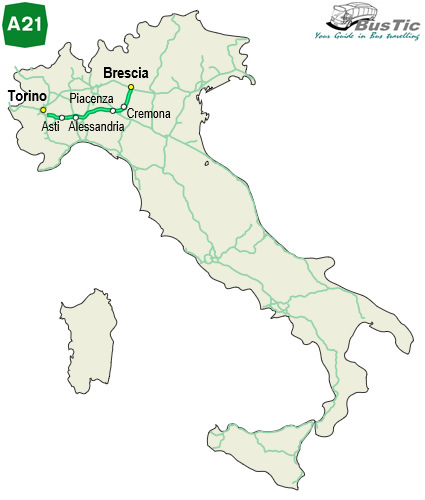 A21
BusTic
Your Guide in Bus travelling
Brescia
Torino
Piacenza
Cremona
Asti
Alessandria